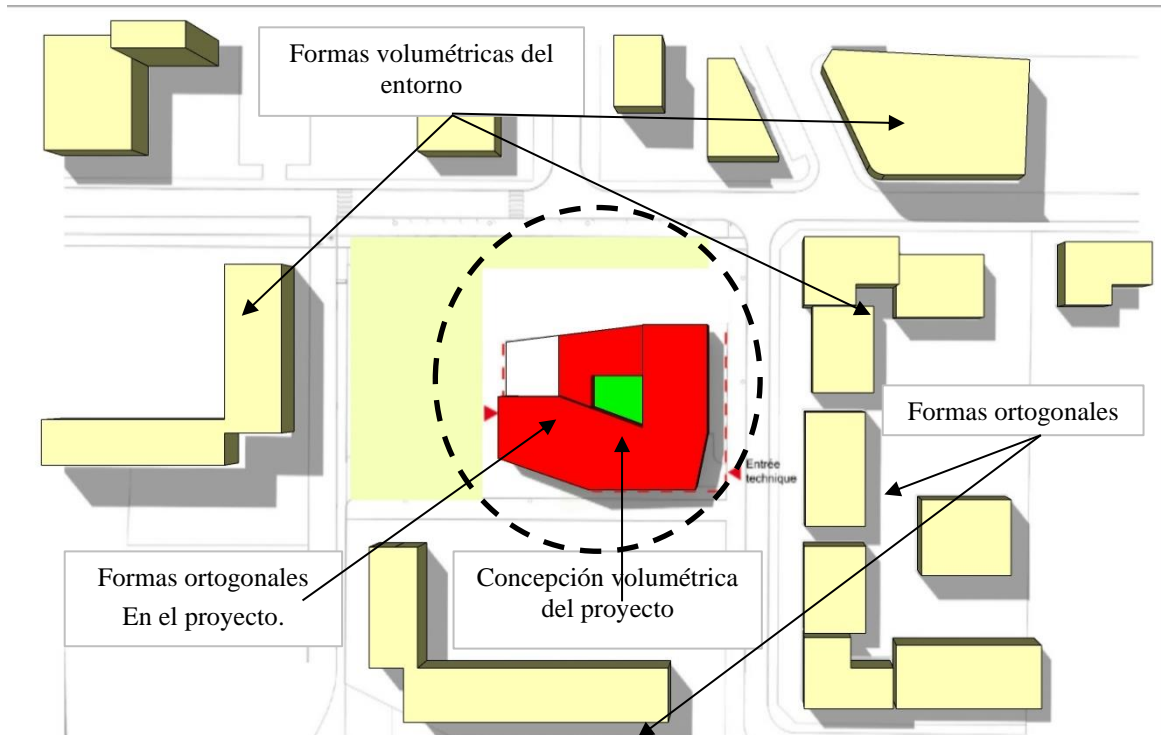 Formas volumétricas del
entorno
Formas ortogonales
Entrée
technique
Formas ortogonales
En el proyecto.
Concepción volumétrica
del proyecto